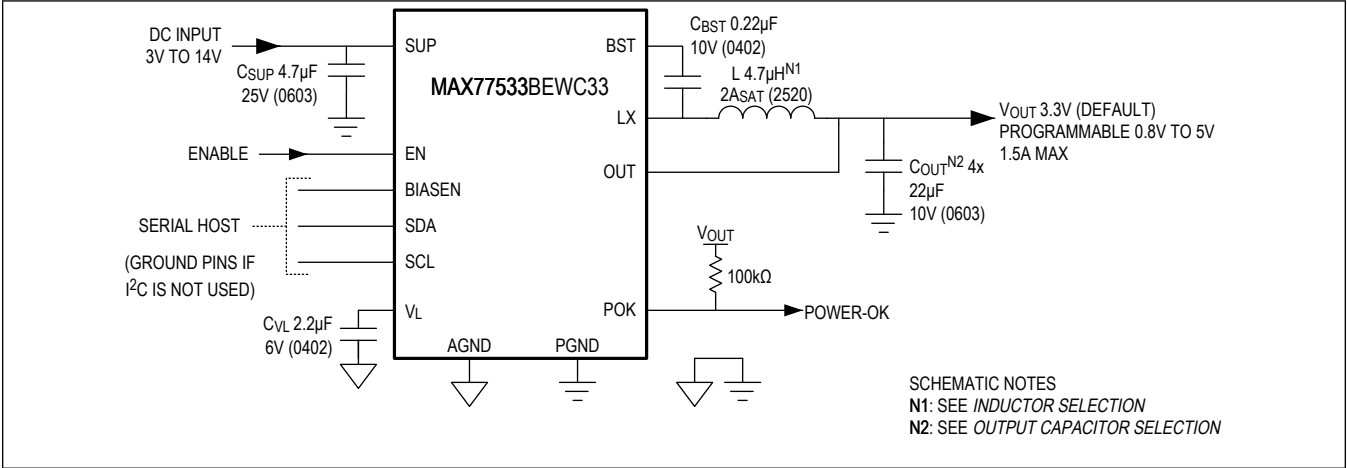 DC INPUT
3V TO 14V
CSUP 4.7µF
25V (0603)
ENABLE
SERIAL HOST
(GROUND PINS IF
I2C IS NOT USED)
CVL 2.2µF
6V (0402)
SUP
EN
BIASEN
SDA
SCL
VL
MAX77533BEWC33
AGND
PGND
BST
LX
OUT
POK
CBST 0.22µF
10V (0402)
L 4.7µHN1
2ASAT (2520)
VOUT 3.3V (DEFAULT)
PROGRAMMABLE 0.8V TO 5V
1.5A MAX
COUTN2 4x
22µF
10V (0603)
VOUT
100kΩ
POWER-OK
SCHEMATIC NOTES
N1: SEE INDUCTOR SELECTION
N2: SEE OUTPUT CAPACITOR SELECTION